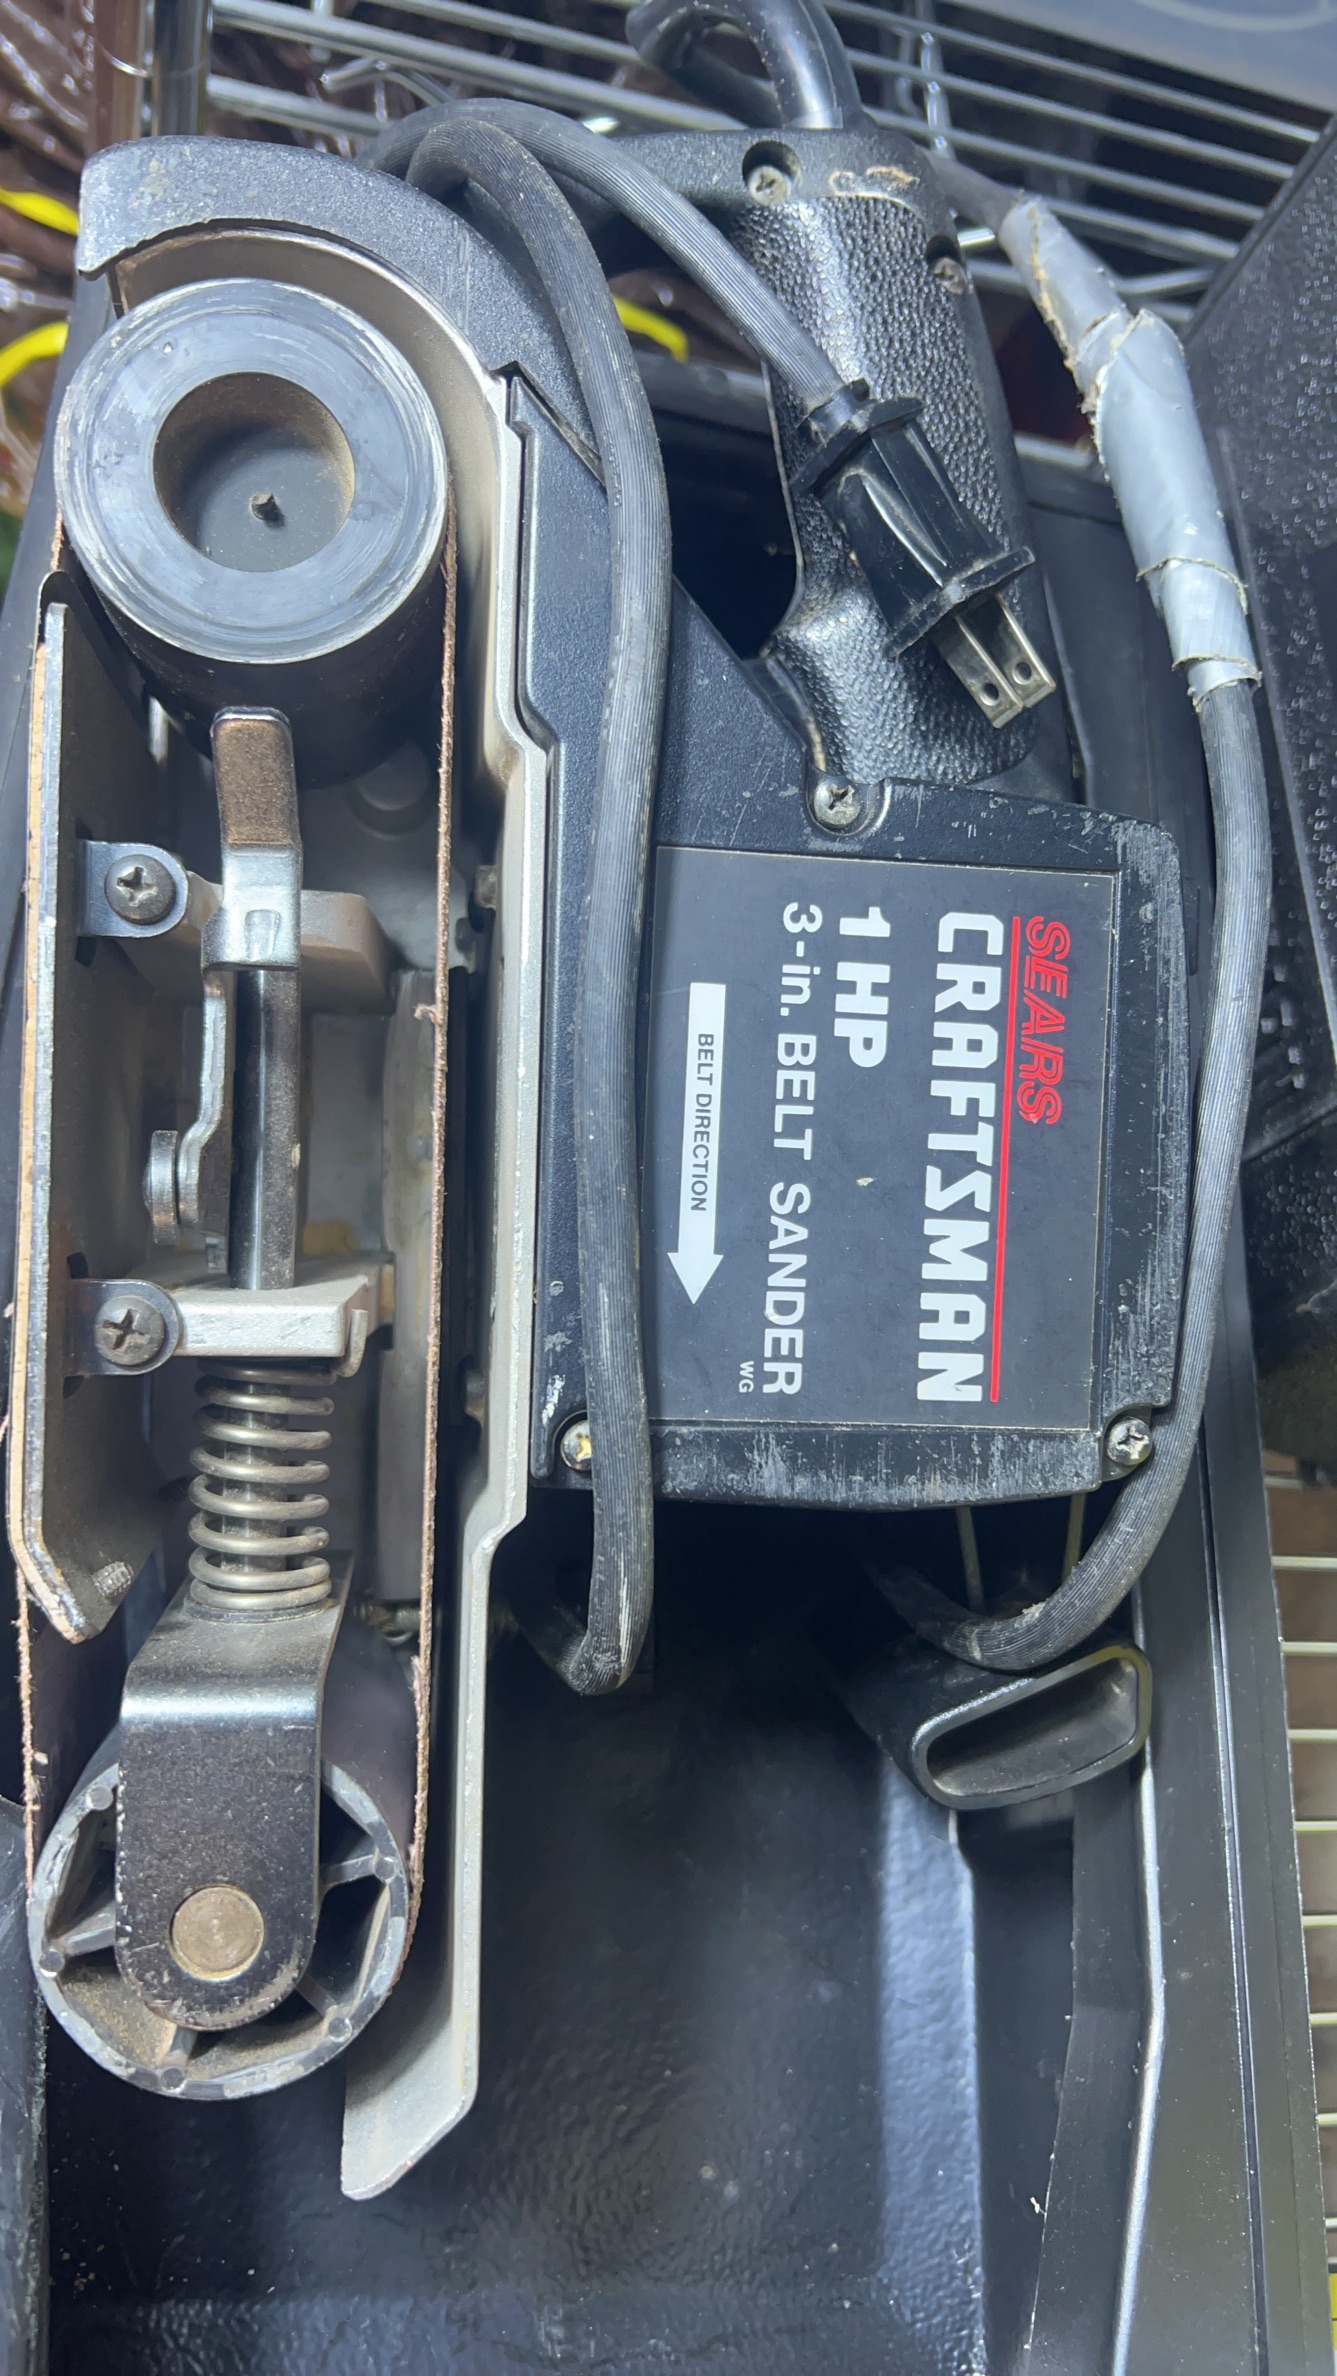 SEARS
CRAFTSMAN
1 HP
3-in. BELT SANDER
WG
BELT DIRECTION